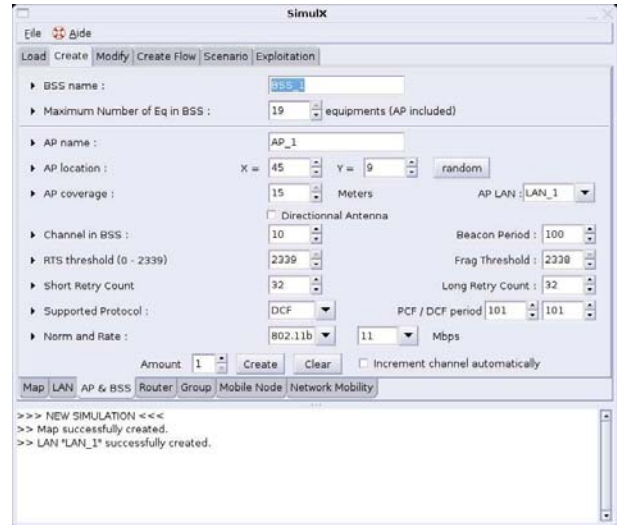 SimulX
File Aide
Load Create Modify Create Flow Scenario Exploitation
BSS name : BSS_1
Maximum Number of Eq in BSS : 19 equipments (AP included)
AP name : AP_1
AP location : X = 45 Y = 9 random
AP coverage : 15 Meters AP LAN : LAN_1
Directionnal Antenna
Channel in BSS : 10 Beacon Period : 100
RTS threshold (0 - 2339) 2339 Frag Threshold : 2338
Short Retry Count 32 Long Retry Count : 32
Supported Protocol : DCF PCF / DCF period 101 101
Norm and Rate : 802.11b 11 Mbps
Amount 1 Create Clear Increment channel automatically
Map LAN AP & BSS Router Group Mobile Node Network Mobility
>>> NEW SIMULATION <<<
>> Map successfully created.
>> LAN "LAN_1" successfully created.